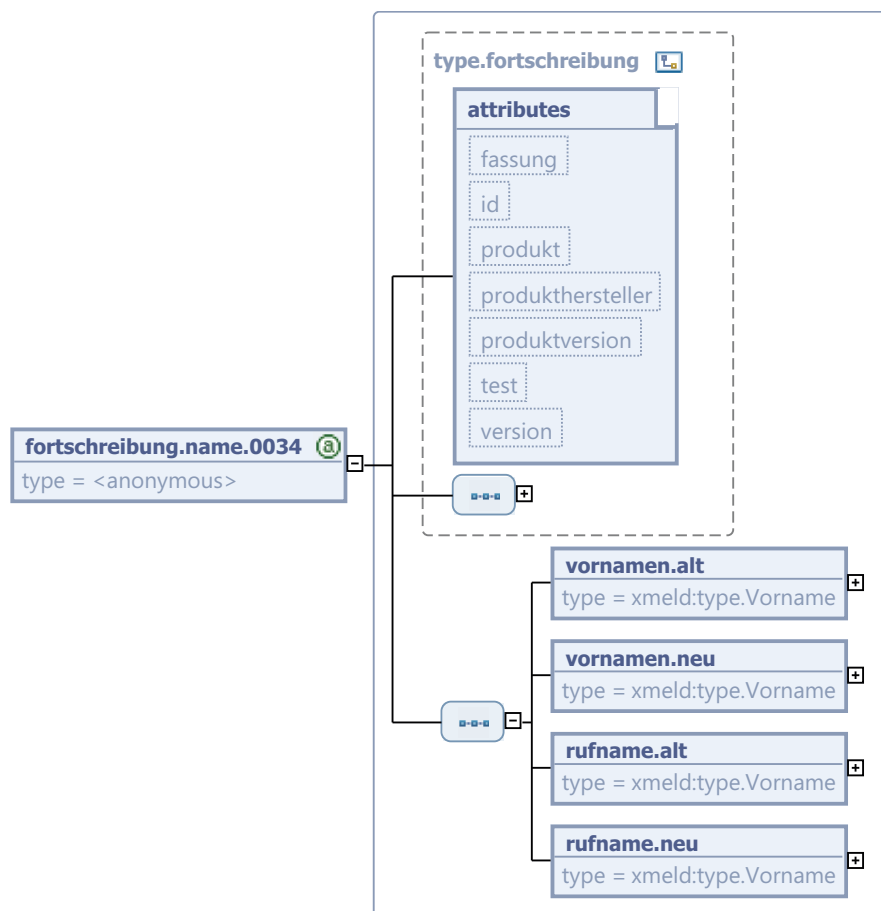 type.fortschreibung
attributes
fassung
id
produkt
produkthersteller
produktversion
test
version
fortschreibung.name.0034
type = <anonymous>
vornamen.alt
type = xmeld:type.Vorname
vornamen.neu
type = xmeld:type.Vorname
rufname.alt
type = xmeld:type.Vorname
rufname.neu
type = xmeld:type.Vorname